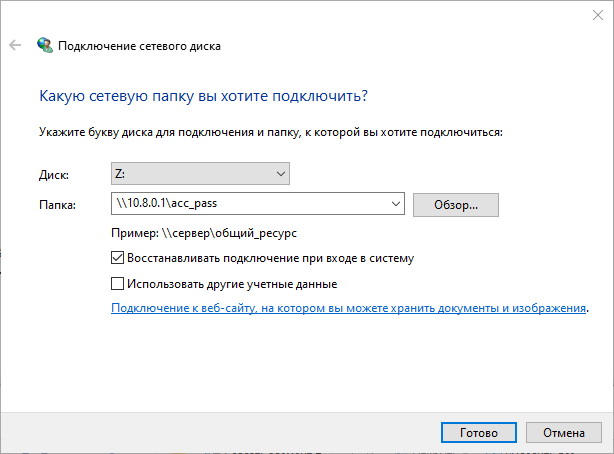 Подключение сетевого диска
Какую сетевую папку вы хотите подключить?
Укажите букву диска для подключения и папку, к которой вы хотите подключиться:
Диск: Z:
Папка: \\10.8.0.1\acc_pass Обзор...
Пример: \\сервер\общий_ресурс
Восстанавливать подключение при входе в систему
Использовать другие учетные данные
Подключение к веб-сайту, на котором вы можете хранить документы и изображения.
Готово Отмена